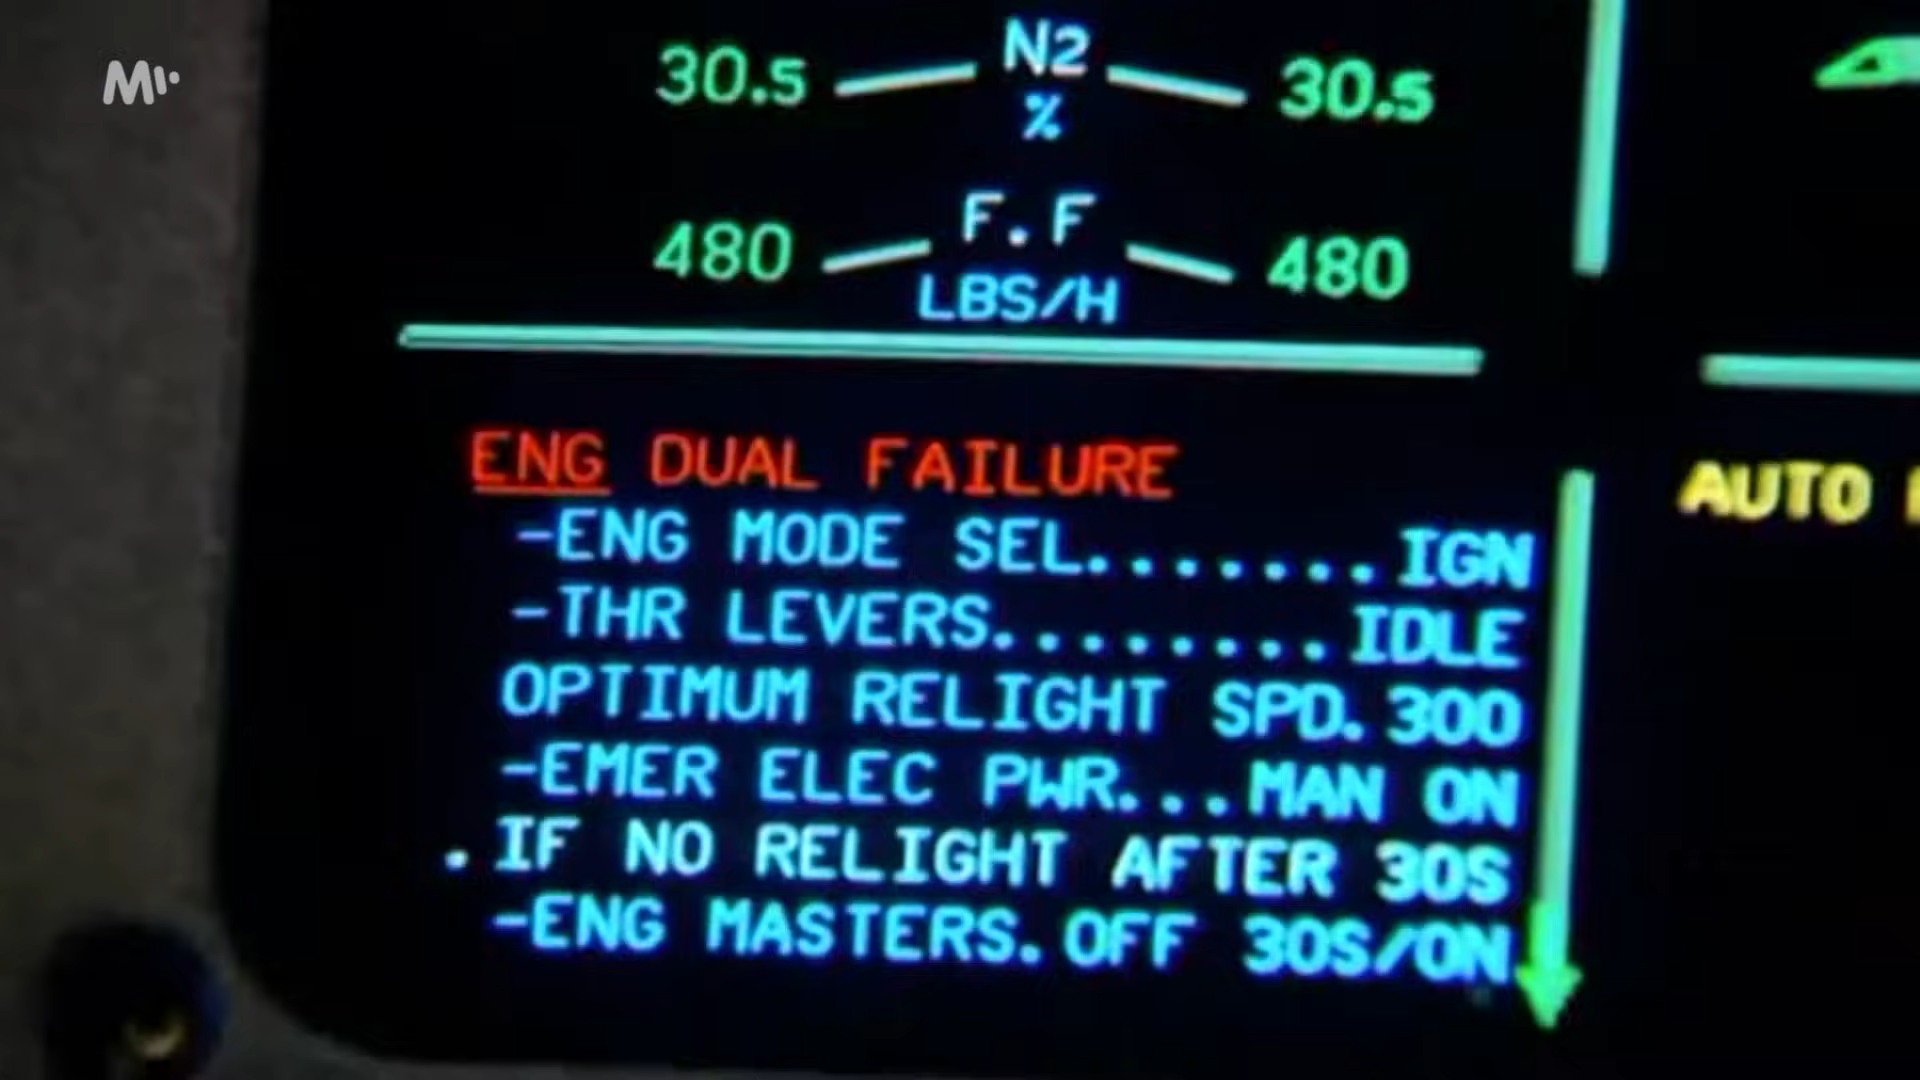 30.5 N2 30.5
%
480 F.F 480
LBS/H
ENG DUAL FAILURE
-ENG MODE SEL.......IGN
-THR LEVERS........IDLE
OPTIMUM RELIGHT SPD.300
-EMER ELEC PWR...MAN ON
.IF NO RELIGHT AFTER 30S
-ENG MASTERS.OFF 30S/ON
AUTO